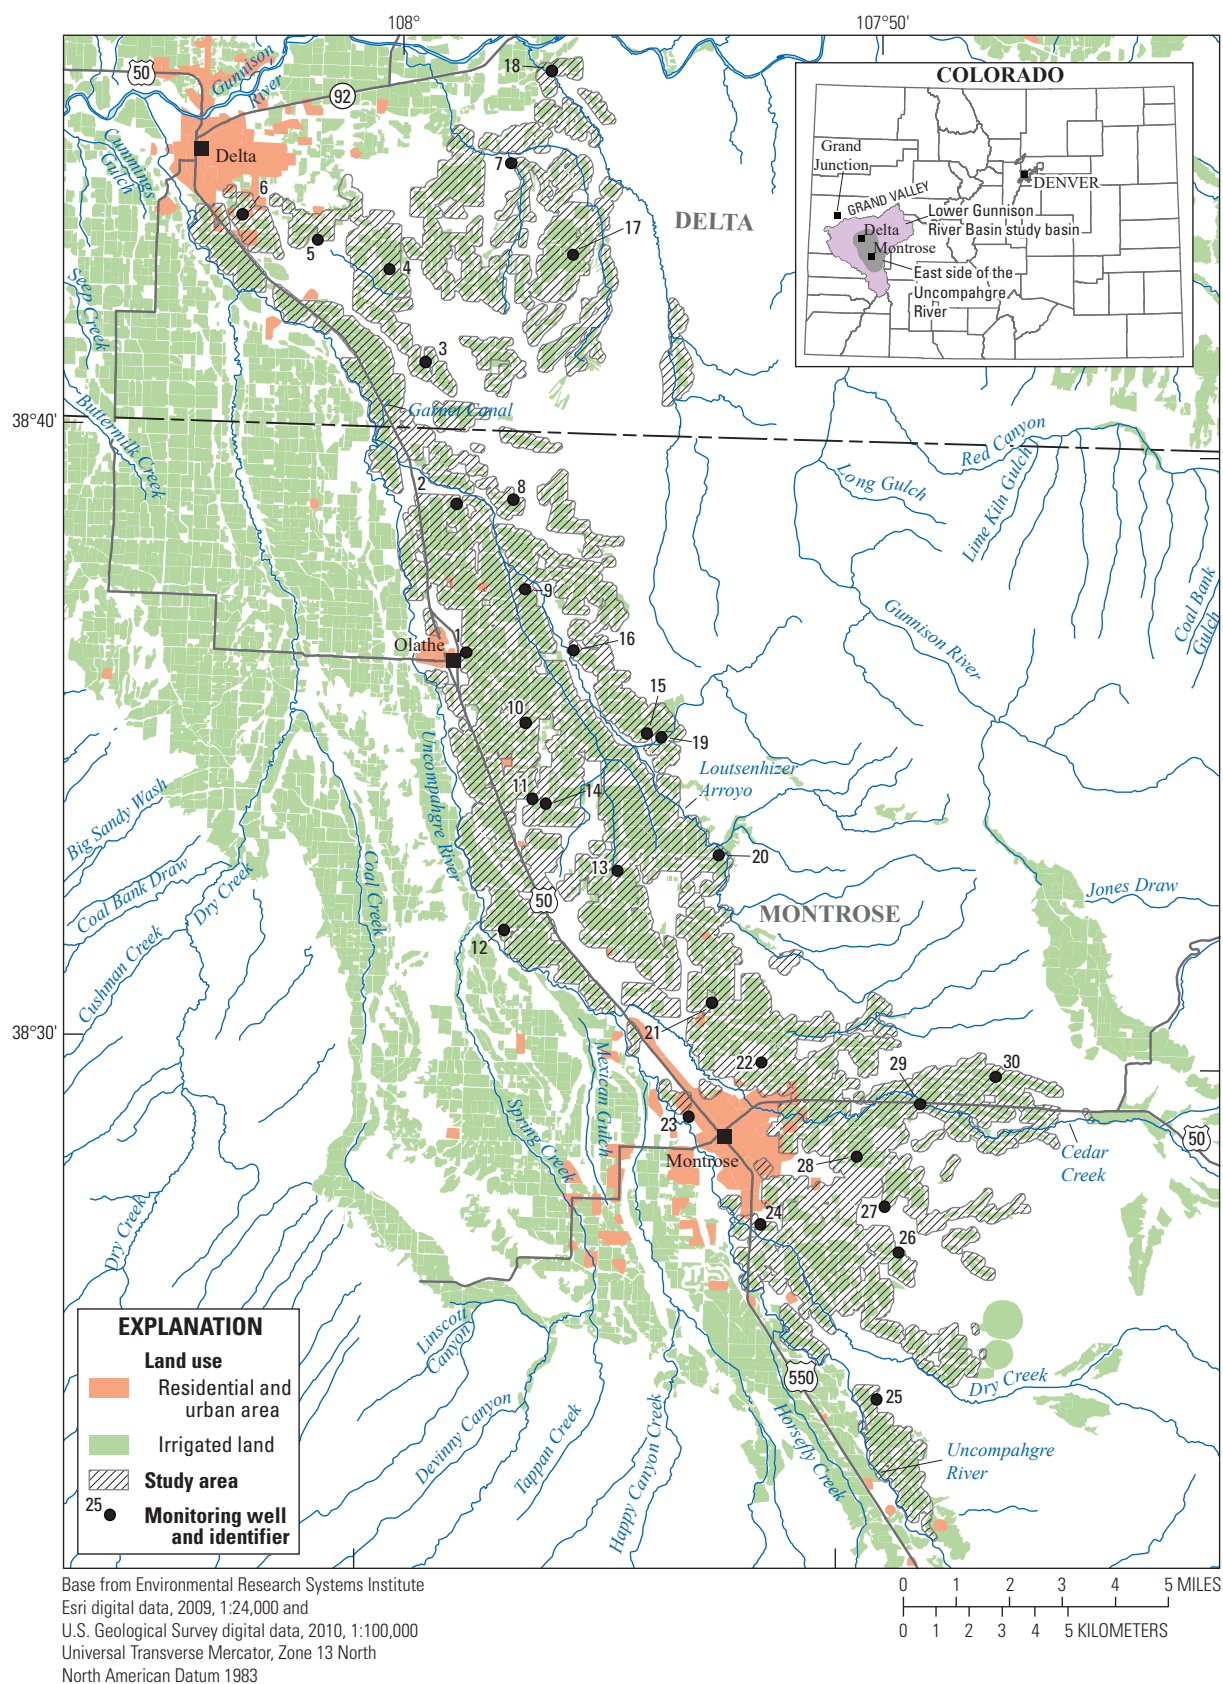 108°
107°50'
50
Gunnison
River
92
18
COLORADO
Grand
Junction
DENVER
GRAND VALLEY
Lower Gunnison
River Basin study basin
Delta
Montrose
East side of the
Uncompahgre
River
Cummings
Gulch
Delta
7
6
DELTA
17
5
4
Seep Creek
3
Garnet Canal
38°40'
Buttermilk Creek
Red Canyon
Long Gulch
Lime Kiln Gulch
2
8
9
Coal Bank
Gulch
Gunnison River
Olathe
1
16
15
10
19
Uncompahgre River
Loutsenhizer
Arroyo
11
14
Big Sandy Wash
13
20
Coal Bank Draw
Dry Creek
Coal Creek
50
Jones Draw
MONTROSE
12
Cushman Creek
38°30'
21
22
29
30
Mexican Gulch
Spring Creek
23
50
Montrose
28
Cedar
Creek
Dry Creek
24
27
26
Linscott
Canyon
550
Dry Creek
25
Devinny Canyon
Tappan Creek
Happy Canyon Creek
Horsefly Creek
Uncompahgre
River
EXPLANATION
Land use
Residential and
urban area
Irrigated land
Study area
25
Monitoring well
and identifier
Base from Environmental Research Systems Institute
Esri digital data, 2009, 1:24,000 and
U.S. Geological Survey digital data, 2010, 1:100,000
Universal Transverse Mercator, Zone 13 North
North American Datum 1983
0 1 2 3 4 5 MILES
0 1 2 3 4 5 KILOMETERS